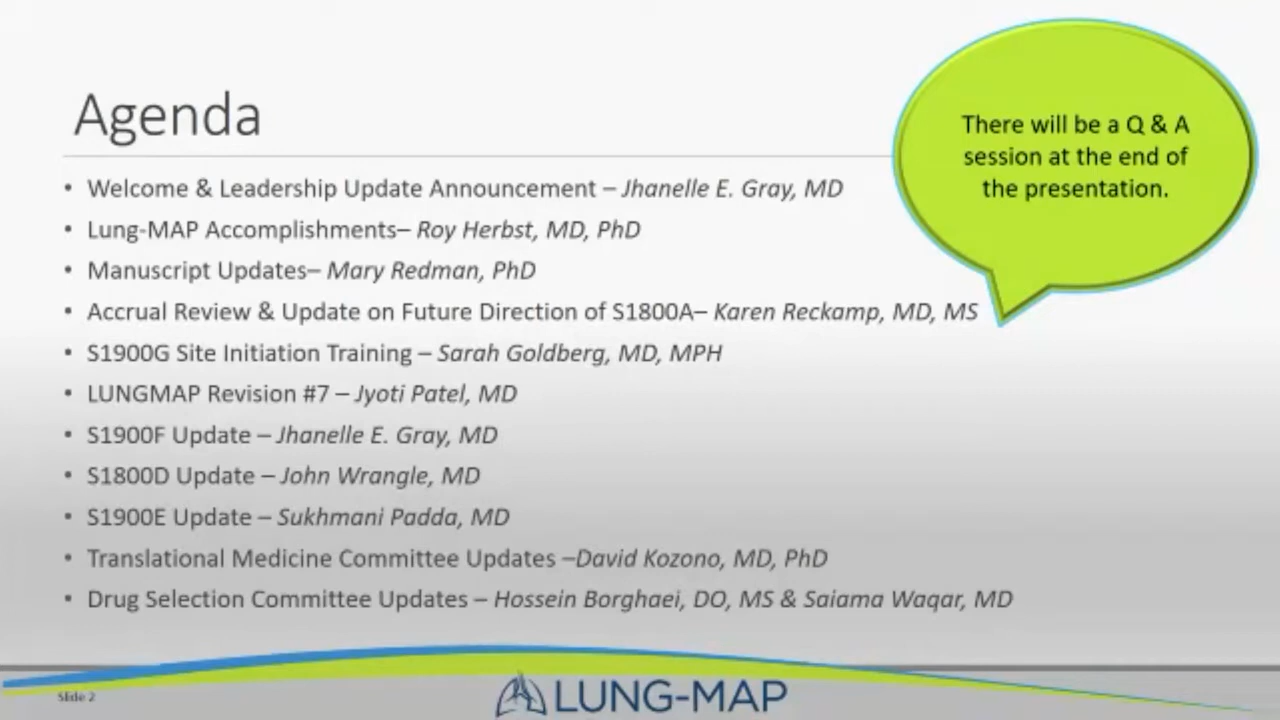 Agenda
There will be a Q & A
session at the end of
the presentation.
• Welcome & Leadership Update Announcement – Jhanelle E. Gray, MD
• Lung-MAP Accomplishments– Roy Herbst, MD, PhD
• Manuscript Updates– Mary Redman, PhD
• Accrual Review & Update on Future Direction of S1800A– Karen Reckamp, MD, MS
• S1900G Site Initiation Training – Sarah Goldberg, MD, MPH
• LUNGMAP Revision #7 – Jyoti Patel, MD
• S1900F Update – Jhanelle E. Gray, MD
• S1800D Update – John Wrangle, MD
• S1900E Update – Sukhmani Padda, MD
• Translational Medicine Committee Updates –David Kozono, MD, PhD
• Drug Selection Committee Updates – Hossein Borghaei, DO, MS & Saiama Waqar, MD
Slide 2
LUNG-MAP